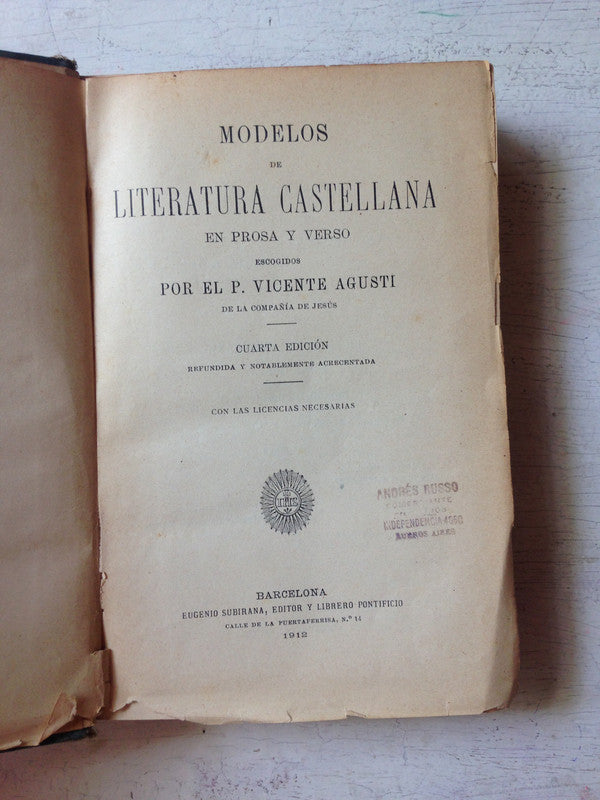 MODELOS
DE
LITERATURA CASTELLANA
EN PROSA Y VERSO
ESCOGIDOS
POR EL P. VICENTE AGUSTI
DE LA COMPAÑÍA DE JESÚS
CUARTA EDICIÓN
REFUNDIDA Y NOTABLEMENTE ACRECENTADA
CON LAS LICENCIAS NECESARIAS
IHS
ANDRÉS RUSSO
INDEPENDENCIA
BUENOS AIRES
BARCELONA
EUGENIO SUBIRANA, EDITOR Y LIBRERO PONTIFICIO
CALLE DE LA PUERTAFERRISA, N.º 14
1912